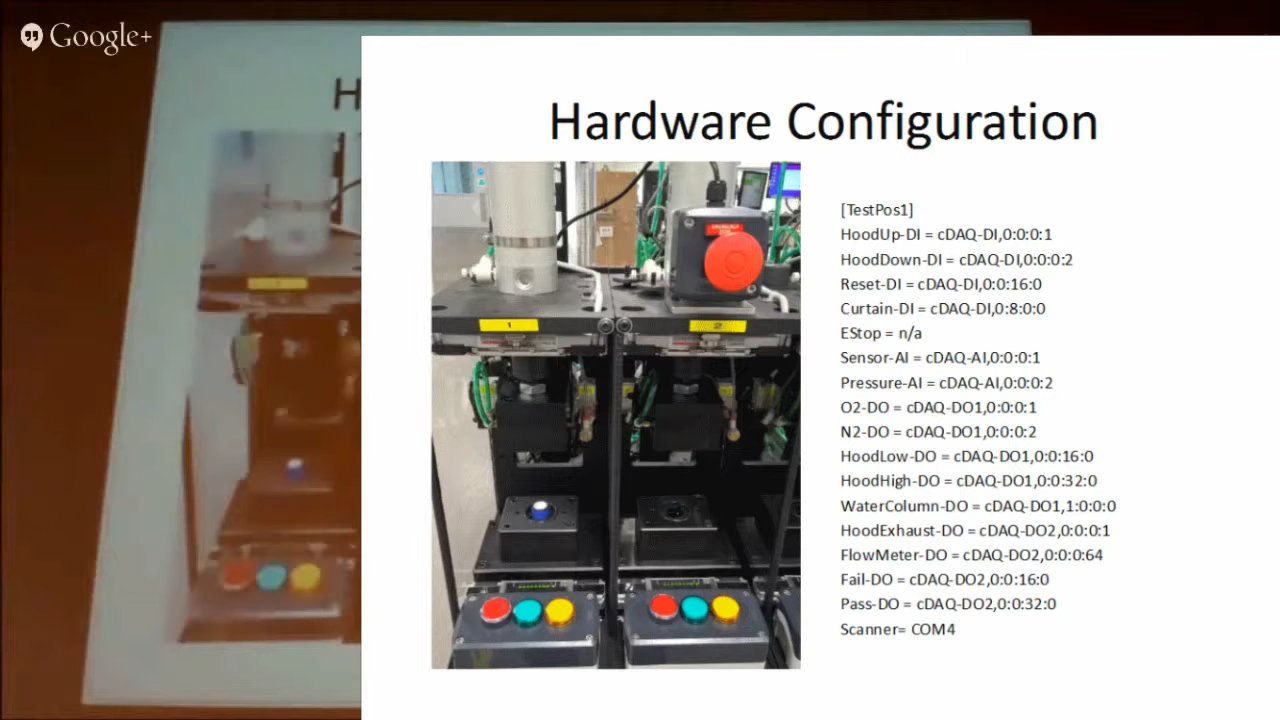 Google+
H
Hardware Configuration
1
2
[TestPos1]
HoodUp-DI = cDAQ-DI,0:0:0:1
HoodDown-DI = cDAQ-DI,0:0:0:2
Reset-DI = cDAQ-DI,0:0:16:0
Curtain-DI = cDAQ-DI,0:8:0:0
EStop = n/a
Sensor-AI = cDAQ-AI,0:0:0:1
Pressure-AI = cDAQ-AI,0:0:0:2
O2-DO = cDAQ-DO1,0:0:0:1
N2-DO = cDAQ-DO1,0:0:0:2
HoodLow-DO = cDAQ-DO1,0:0:16:0
HoodHigh-DO = cDAQ-DO1,0:0:32:0
WaterColumn-DO = cDAQ-DO1,1:0:0:0
HoodExhaust-DO = cDAQ-DO2,0:0:0:1
FlowMeter-DO = cDAQ-DO2,0:0:0:64
Fail-DO = cDAQ-DO2,0:0:16:0
Pass-DO = cDAQ-DO2,0:0:32:0
Scanner= COM4